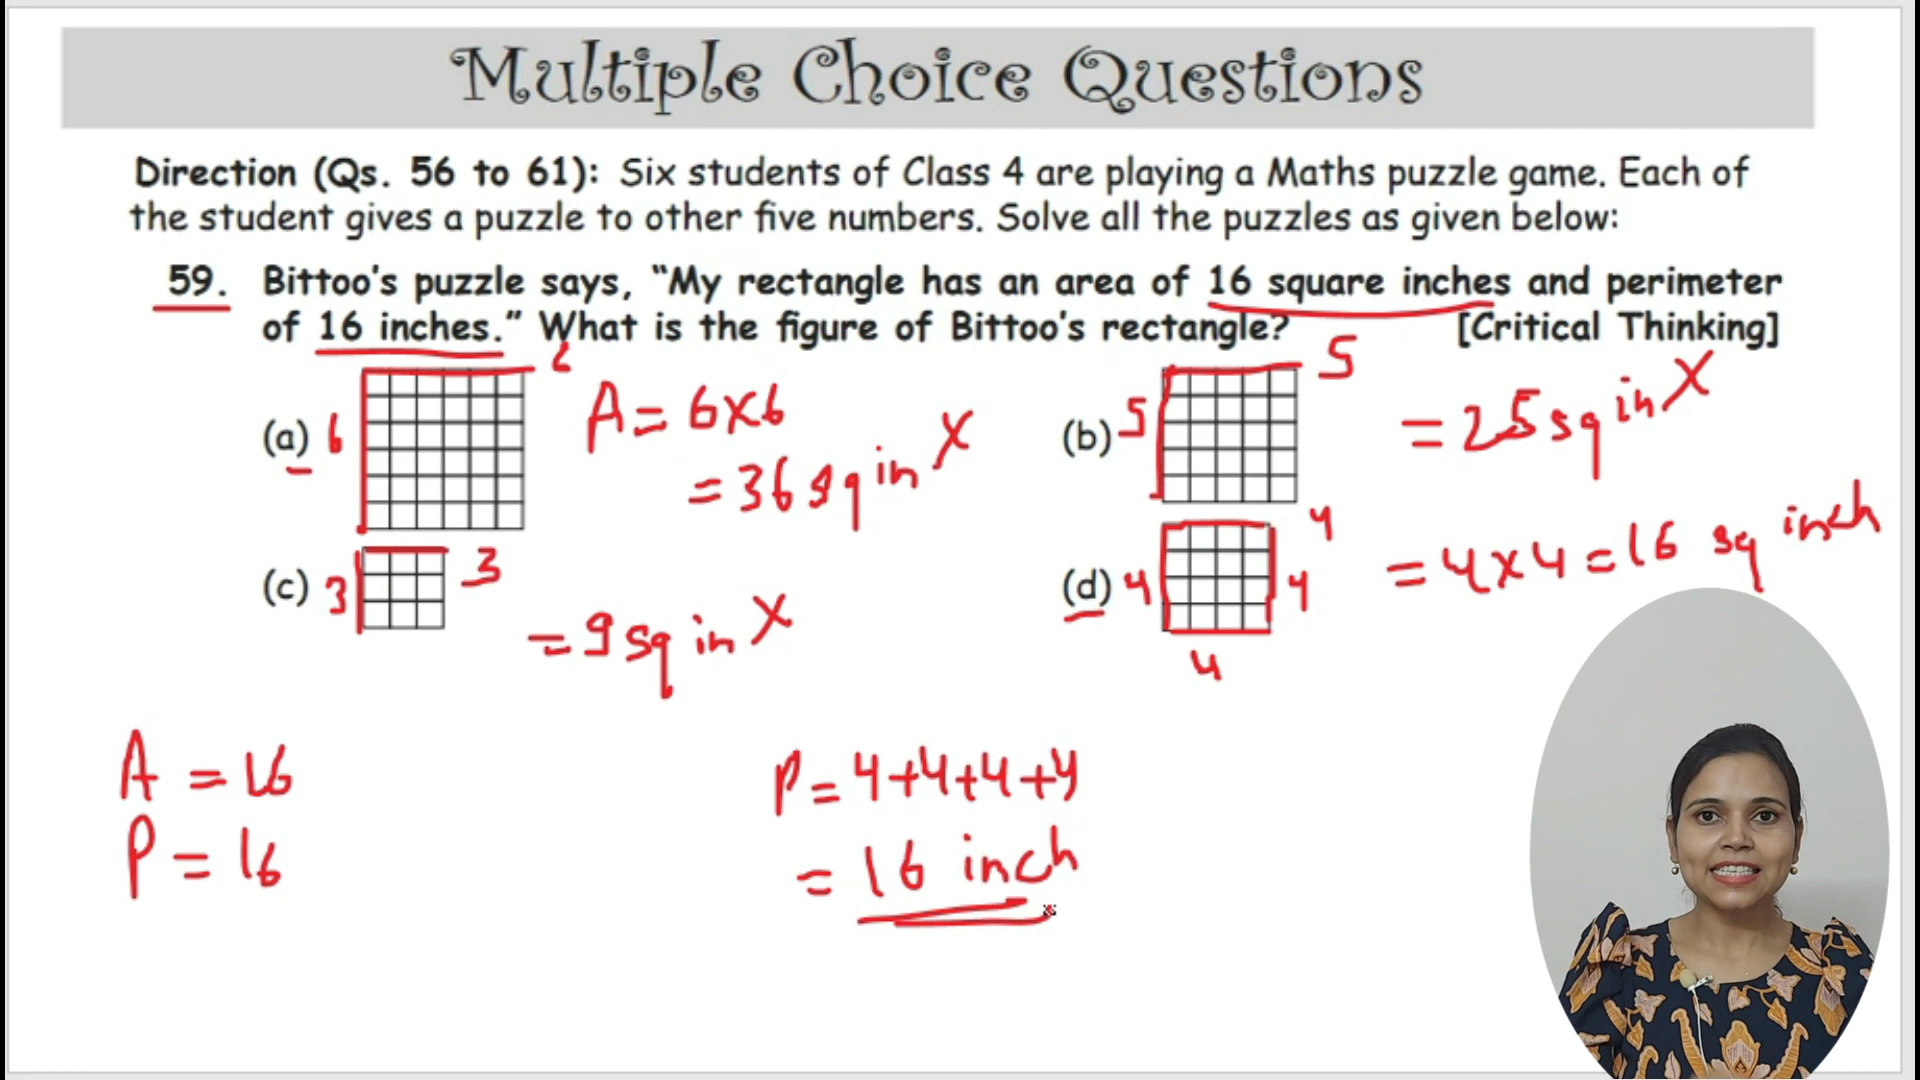 Multiple Choice Questions
Direction (Qs. 56 to 61): Six students of Class 4 are playing a Maths puzzle game. Each of
the student gives a puzzle to other five numbers. Solve all the puzzles as given below:
59. Bittoo's puzzle says, "My rectangle has an area of 16 square inches and perimeter
of 16 inches." What is the figure of Bittoo's rectangle? [Critical Thinking]
(a) 6 6 A = 6x6
= 36 sq in X
(b) 5 5 = 25 sq in X
(c) 3 3 = 9 sq in X
(d) 4 4 4 4 = 4x4 = 16 sq inch
A = 16
P = 16
P = 4+4+4+4
= 16 inch